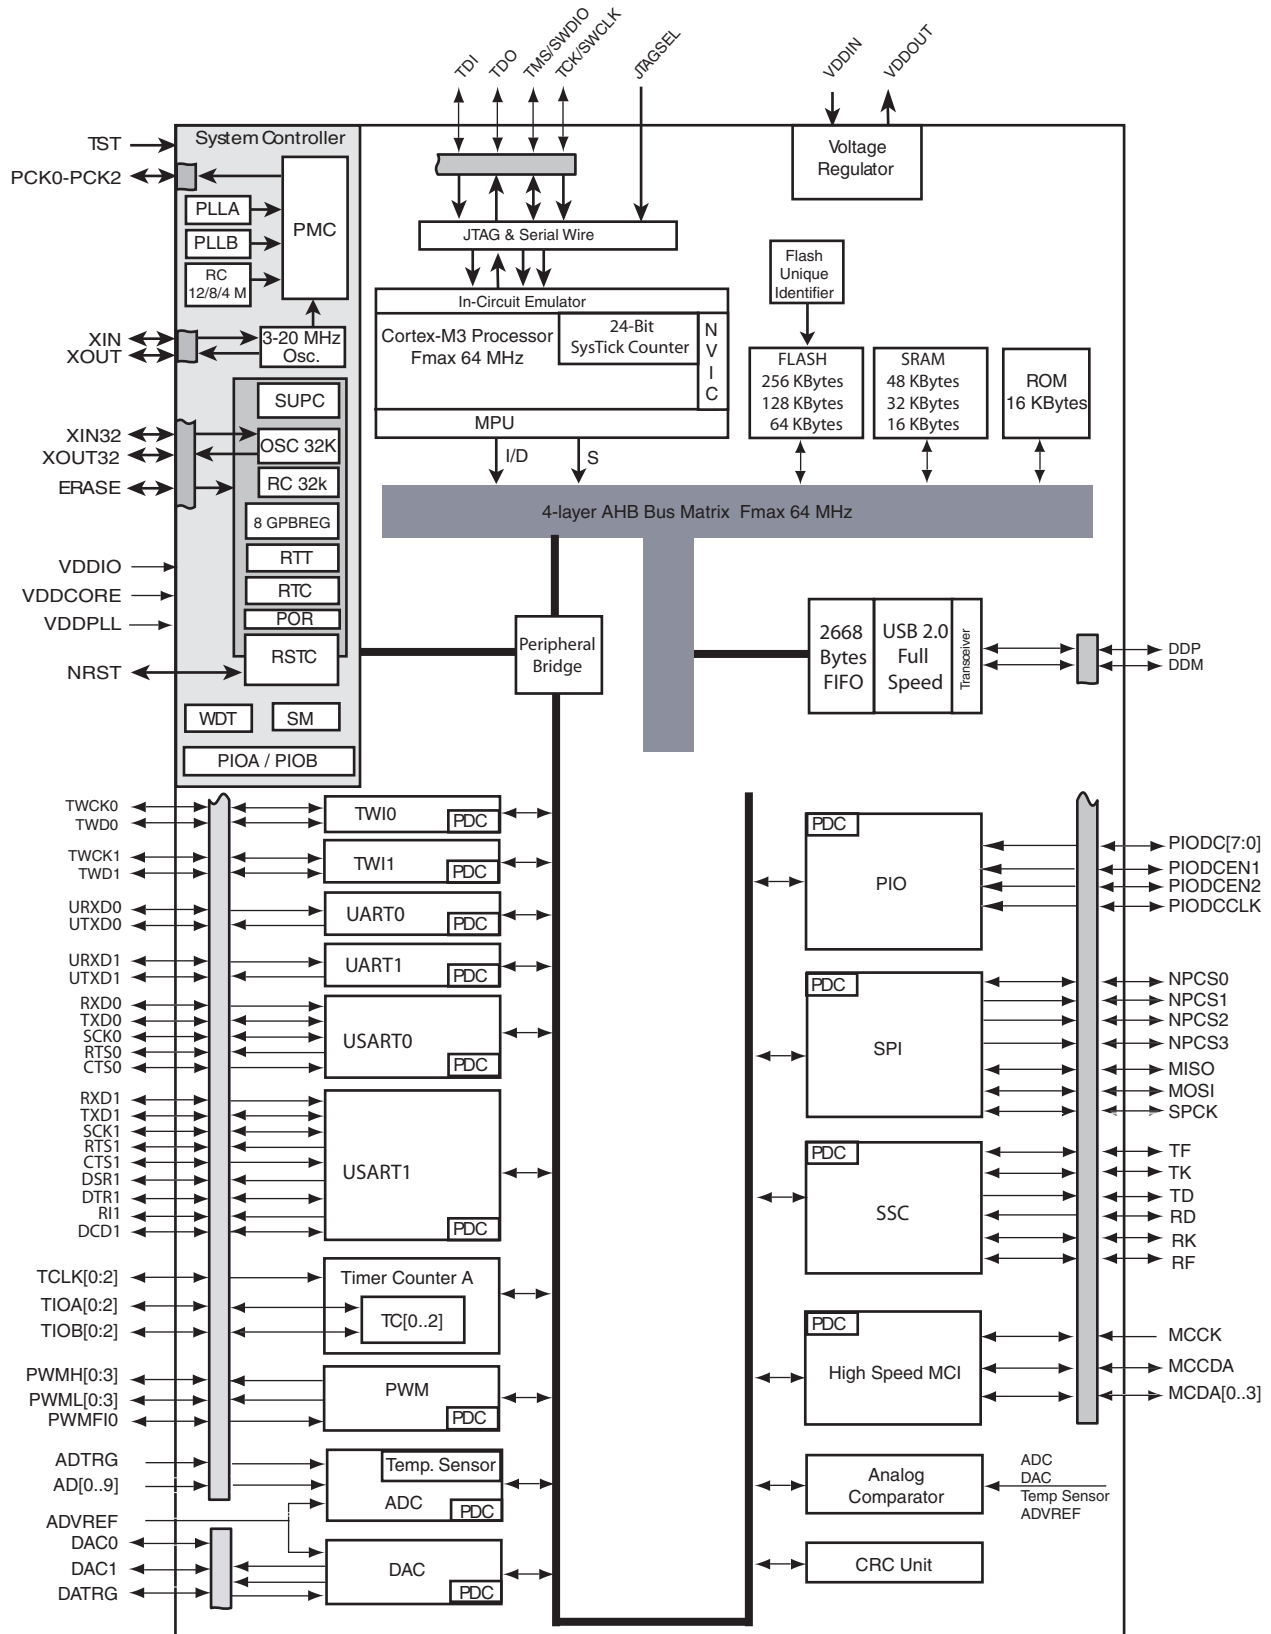 TDI
TDO
TMS/SWDIO
TCK/SWCLK
JTAGSEL
VDDIN
VDDOUT
TST
System Controller
Voltage
Regulator
PCK0-PCK2
PLLA
PMC
PLLB
JTAG & Serial Wire
RC
12/8/4 M
Flash
Unique
Identifier
In-Circuit Emulator
XIN
XOUT
3-20 MHz
Osc.
Cortex-M3 Processor
Fmax 64 MHz
24-Bit
SysTick Counter
N
V
I
C
FLASH
256 KBytes
128 KBytes
64 KBytes
SRAM
48 KBytes
32 KBytes
16 KBytes
ROM
16 KBytes
SUPC
MPU
XIN32
XOUT32
OSC 32K
I/D
S
ERASE
RC 32k
8 GPBREG
4-layer AHB Bus Matrix Fmax 64 MHz
RTT
VDDIO
RTC
VDDCORE
POR
VDDPLL
RSTC
NRST
Peripheral
Bridge
2668
Bytes
FIFO
USB 2.0
Full
Speed
Transceiver
DDP
DDM
WDT
SM
PIOA / PIOB
TWCK0
TWD0
TWI0
PDC
TWCK1
TWD1
TWI1
PDC
URXD0
UTXD0
UART0
PDC
URXD1
UTXD1
UART1
PDC
RXD0
TXD0
SCK0
RTS0
CTS0
USART0
PDC
RXD1
TXD1
SCK1
RTS1
CTS1
DSR1
DTR1
RI1
DCD1
USART1
PDC
TCLK[0:2]
TIOA[0:2]
TIOB[0:2]
Timer Counter A
TC[0..2]
PWMH[0:3]
PWML[0:3]
PWMFI0
PWM
PDC
ADTRG
AD[0..9]
Temp. Sensor
ADC
PDC
ADVREF
DAC0
DAC1
DATRG
DAC
PDC
PDC
PIO
PIODC[7:0]
PIODCEN1
PIODCEN2
PIODCCLK
PDC
SPI
NPCS0
NPCS1
NPCS2
NPCS3
MISO
MOSI
SPCK
PDC
SSC
TF
TK
TD
RD
RK
RF
PDC
High Speed MCI
MCCK
MCCDA
MCDA[0..3]
Analog
Comparator
ADC
DAC
Temp Sensor
ADVREF
CRC Unit